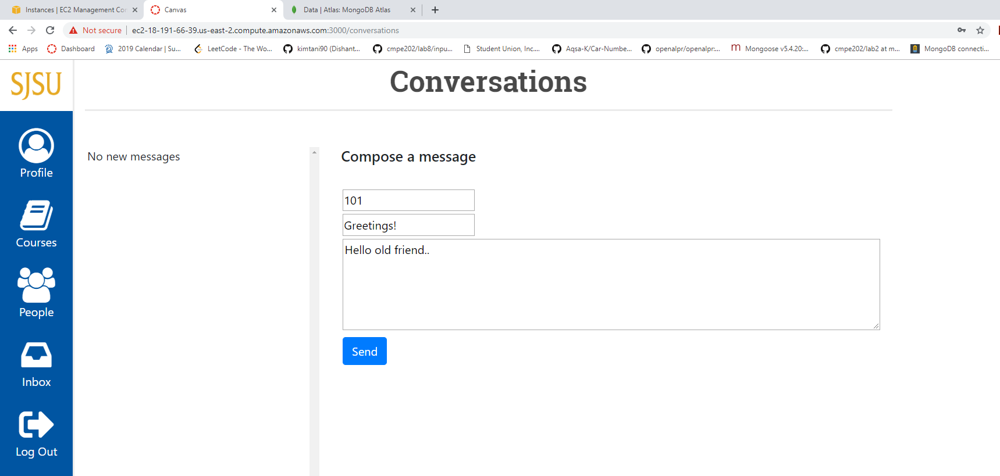 Instances | EC2 Management Con
Canvas
Data | Atlas: MongoDB Atlas
Not secure
ec2-18-191-66-39.us-east-2.compute.amazonaws.com:3000/conversations
Apps
Dashboard
2019 Calendar | Su...
LeetCode - The Wo...
kimtani90 (Dishant...
cmpe202/lab8/inpu...
Student Union, Inc....
Aqsa-K/Car-Numbe...
openalpr/openalpr:...
Mongoose v5.4.20:...
cmpe202/lab2 at m...
MongoDB connecti...
SJSU
Conversations
Profile
Courses
People
Inbox
Log Out
No new messages
Compose a message
101
Greetings!
Hello old friend..
Send